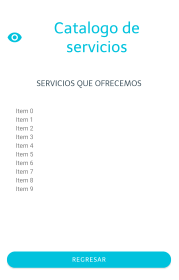 Catalogo de
servicios
SERVICIOS QUE OFRECEMOS
Item 0
Item 1
Item 2
Item 3
Item 4
Item 5
Item 6
Item 7
Item 8
Item 9
REGRESAR